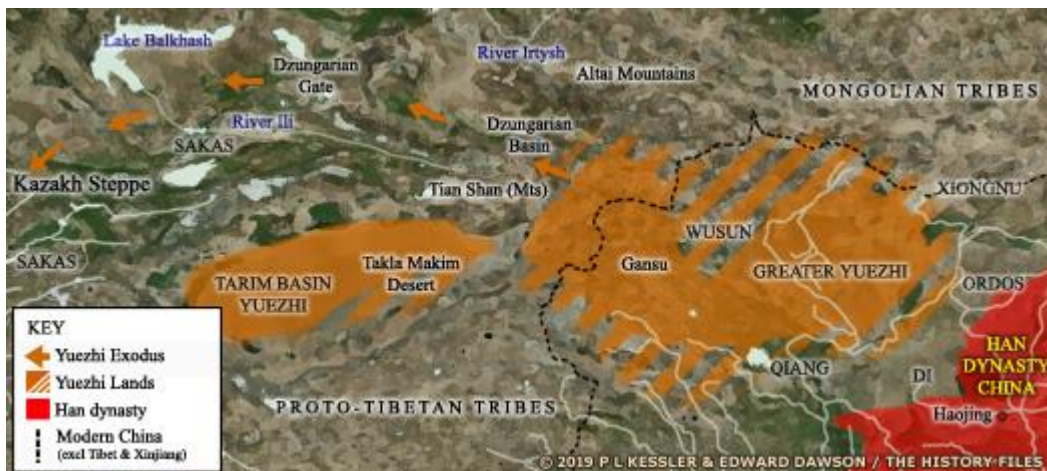 Lake Balkhash
River Irtysh
Dzungarian
Gate
Altai Mountains
MONGOLIAN TRIBES
River Ili
SAKAS
Dzungarian
Basin
Kazakh Steppe
Tian Shan (Mts)
XIONGNU
WUSUN
SAKAS
TARIM BASIN
YUEZHI
Takla Makim
Desert
Gansu
GREATER YUEZHI
ORDOS
KEY
Yuezhi Exodus
Yuezhi Lands
Han dynasty
Modern China
(excl Tibet & Xinjiang)
PROTO-TIBETAN TRIBES
QIANG
DI
HAN
DYNASTY
CHINA
Haojing
© 2019 P L KESSLER & EDWARD DAWSON / THE HISTORY FILES